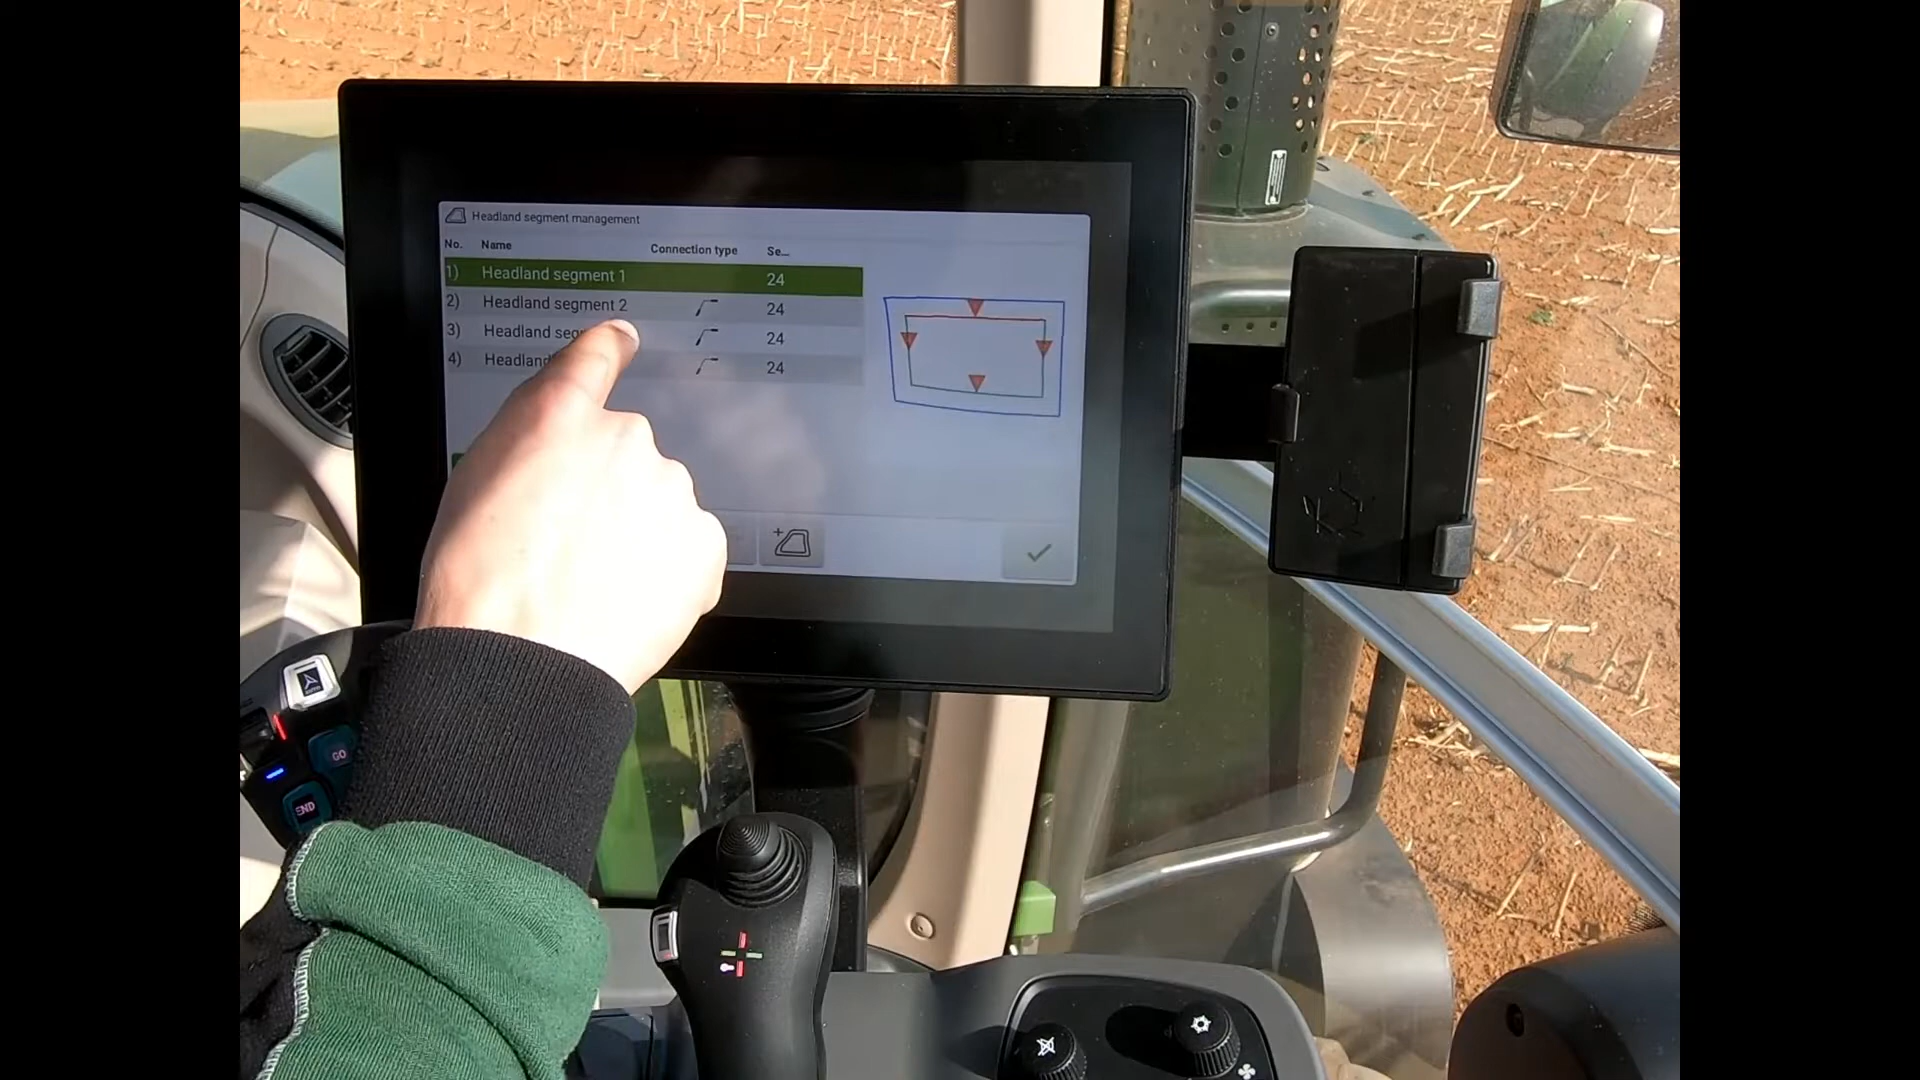 Headland segment management
No. Name Connection type Se...
1) Headland segment 1 24
2) Headland segment 2 24
3) Headland seg 24
4) Headland 24
GO
END